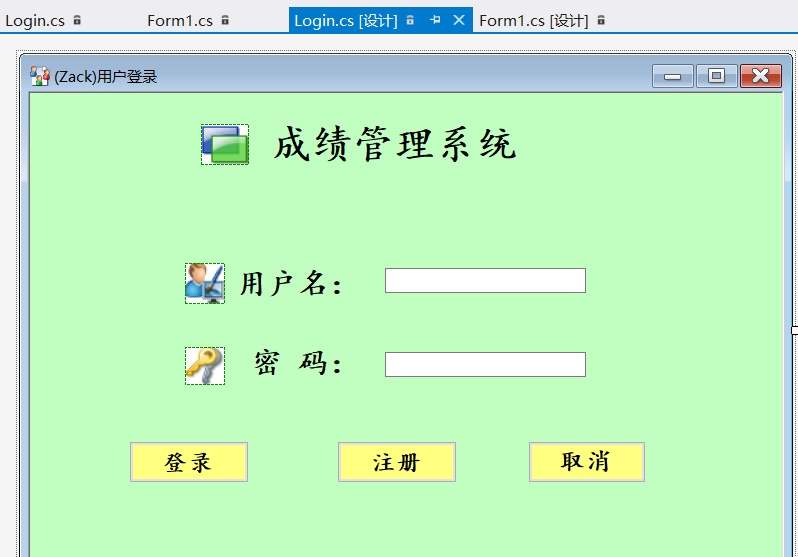 Login.cs Form1.cs Login.cs [设计] Form1.cs [设计]
(Zack)用户登录
成绩管理系统
用户名：
密 码：
登录 注册 取消